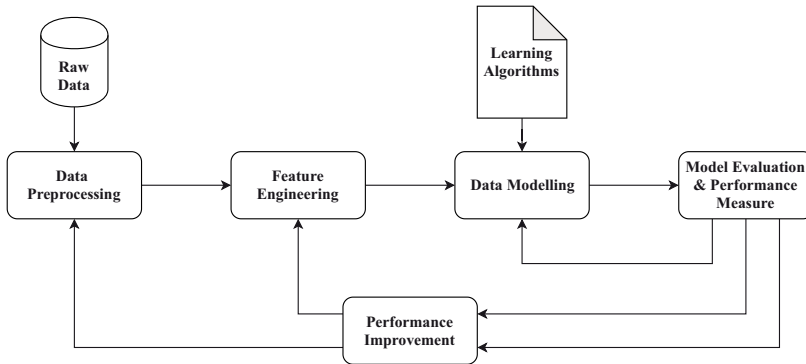 Raw
Data
Learning
Algorithms
Data
Preprocessing
Feature
Engineering
Data Modelling
Model Evaluation
& Performance
Measure
Performance
Improvement